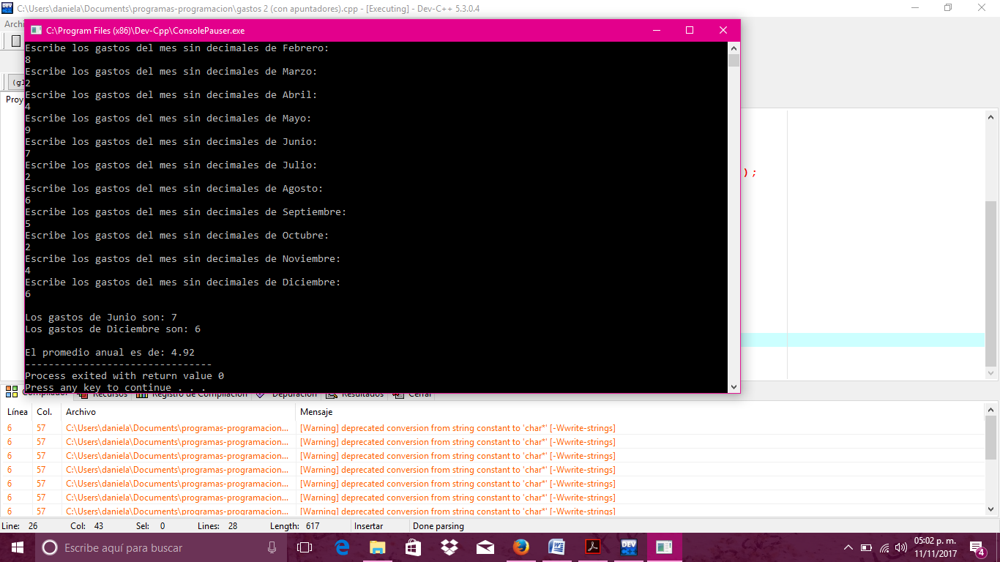 C:\Users\daniela\Documents\programas-programacion\gastos 2 (con apuntadores).cpp - [Executing] - Dev-C++ 5.3.0.4
Archi
C:\Program Files (x86)\Dev-Cpp\ConsolePauser.exe
(gl
Proy
Escribe los gastos del mes sin decimales de Febrero:
8
Escribe los gastos del mes sin decimales de Marzo:
2
Escribe los gastos del mes sin decimales de Abril:
4
Escribe los gastos del mes sin decimales de Mayo:
9
Escribe los gastos del mes sin decimales de Junio:
7
Escribe los gastos del mes sin decimales de Julio:
2
Escribe los gastos del mes sin decimales de Agosto:
6
Escribe los gastos del mes sin decimales de Septiembre:
5
Escribe los gastos del mes sin decimales de Octubre:
2
Escribe los gastos del mes sin decimales de Noviembre:
4
Escribe los gastos del mes sin decimales de Diciembre:
6
Los gastos de Junio son: 7
Los gastos de Diciembre son: 6
El promedio anual es de: 4.92
--------------------------------
Process exited with return value 0
Press any key to continue . . .
);
Compilador Recursos Registro de Compilación Depuración Resultados Cerrar
Línea Col. Archivo Mensaje
6 57 C:\Users\daniela\Documents\programas-programacion... [Warning] deprecated conversion from string constant to 'char*' [-Wwrite-strings]
6 57 C:\Users\daniela\Documents\programas-programacion... [Warning] deprecated conversion from string constant to 'char*' [-Wwrite-strings]
6 57 C:\Users\daniela\Documents\programas-programacion... [Warning] deprecated conversion from string constant to 'char*' [-Wwrite-strings]
6 57 C:\Users\daniela\Documents\programas-programacion... [Warning] deprecated conversion from string constant to 'char*' [-Wwrite-strings]
6 57 C:\Users\daniela\Documents\programas-programacion... [Warning] deprecated conversion from string constant to 'char*' [-Wwrite-strings]
6 57 C:\Users\daniela\Documents\programas-programacion... [Warning] deprecated conversion from string constant to 'char*' [-Wwrite-strings]
6 57 C:\Users\daniela\Documents\programas-programacion... [Warning] deprecated conversion from string constant to 'char*' [-Wwrite-strings]
Line: 26 Col: 43 Sel: 0 Lines: 28 Length: 617 Insertar Done parsing
Escribe aquí para buscar
05:02 p. m.
11/11/2017
4